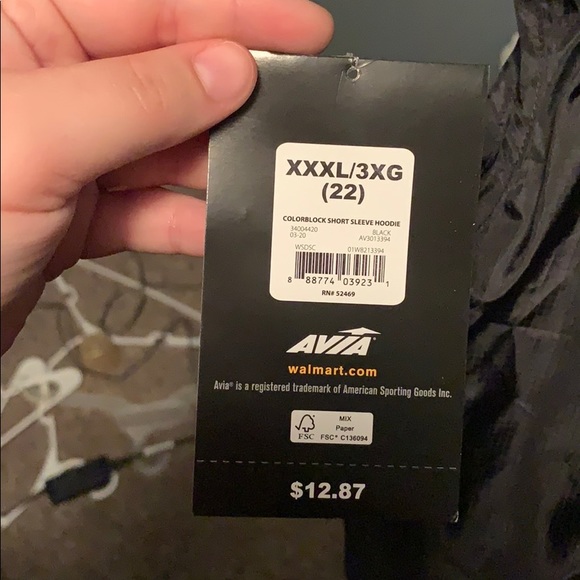 XXXL/3XG
(22)
COLORBLOCK SHORT SLEEVE HOODIE
34004420 BLACK
03-20 AV3013394
WSDSC 01W8213394
8 88774 03923 1
RN# 52469
AVIA
walmart.com
Avia® is a registered trademark of American Sporting Goods Inc.
FSC
MIX
Paper
FSC® C136094
$12.87